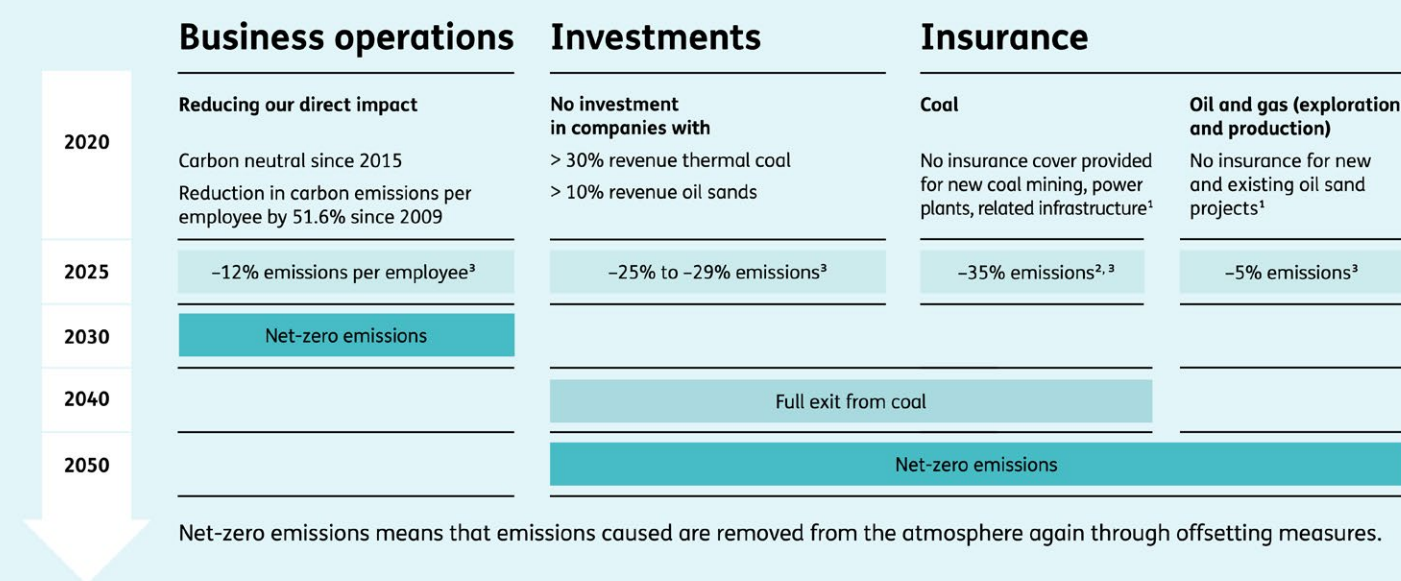 Business operations
Investments
Insurance
2020
Reducing our direct impact
Carbon neutral since 2015
Reduction in carbon emissions per
employee by 51.6% since 2009
No investment
in companies with
> 30% revenue thermal coal
> 10% revenue oil sands
Coal
No insurance cover provided
for new coal mining, power
plants, related infrastructure¹
Oil and gas (exploration
and production)
No insurance for new
and existing oil sand
projects¹
2025
–12% emissions per employee³
–25% to –29% emissions³
–35% emissions²,³
–5% emissions³
2030
Net-zero emissions
2040
Full exit from coal
2050
Net-zero emissions
Net-zero emissions means that emissions caused are removed from the atmosphere again through offsetting measures.